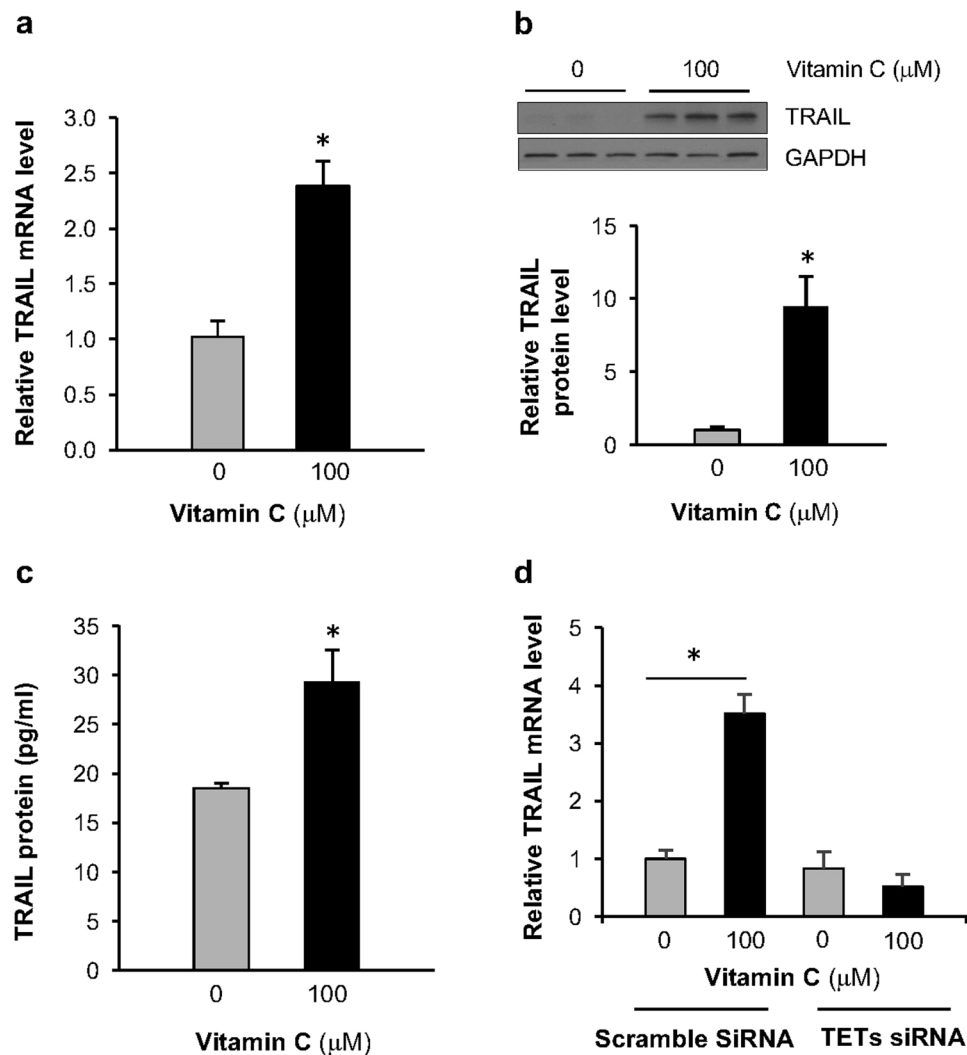 a
Relative TRAIL mRNA level
3.0
2.5
2.0
1.5
1.0
0.5
0.0
*
0 100
Vitamin C (μM)
b
0 100 Vitamin C (μM)
TRAIL
GAPDH
Relative TRAIL
protein level
15
10
5
0
*
0 100
Vitamin C (μM)
c
TRAIL protein (pg/ml)
35
30
25
20
15
10
5
0
*
0 100
Vitamin C (μM)
d
Relative TRAIL mRNA level
5
4
3
2
1
0
*
0 100 0 100
Vitamin C (μM)
Scramble SiRNA TETs siRNA